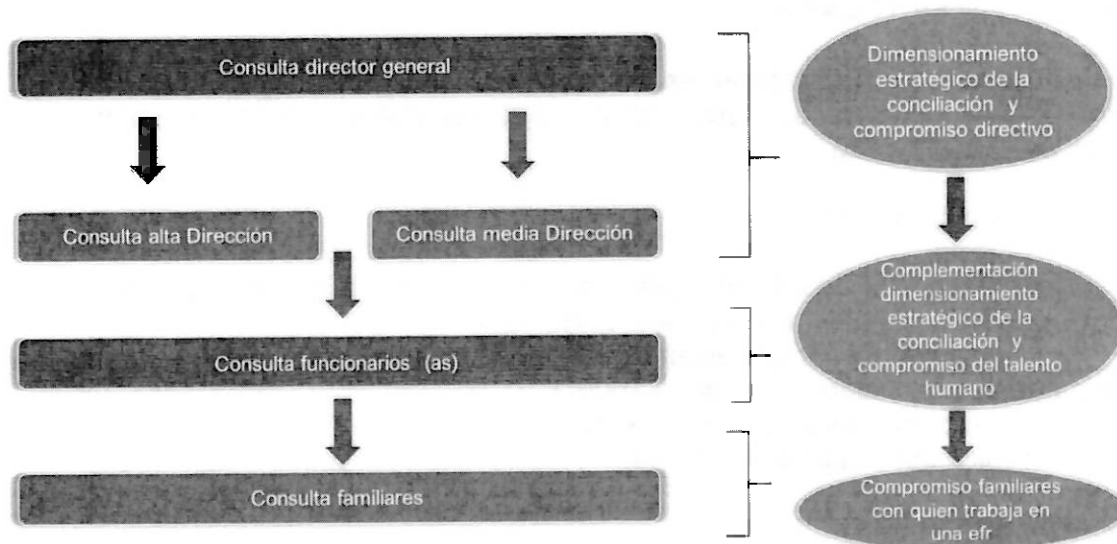 Consulta director general
Consulta alta Dirección
Consulta media Dirección
Consulta funcionarios (as)
Consulta familiares
Dimensionamiento
estratégico de la
conciliación y
compromiso directivo
Complementación
dimensionamiento
estratégico de la
conciliación y
compromiso del talento
humano
Compromiso familiares
con quien trabaja en
una efr